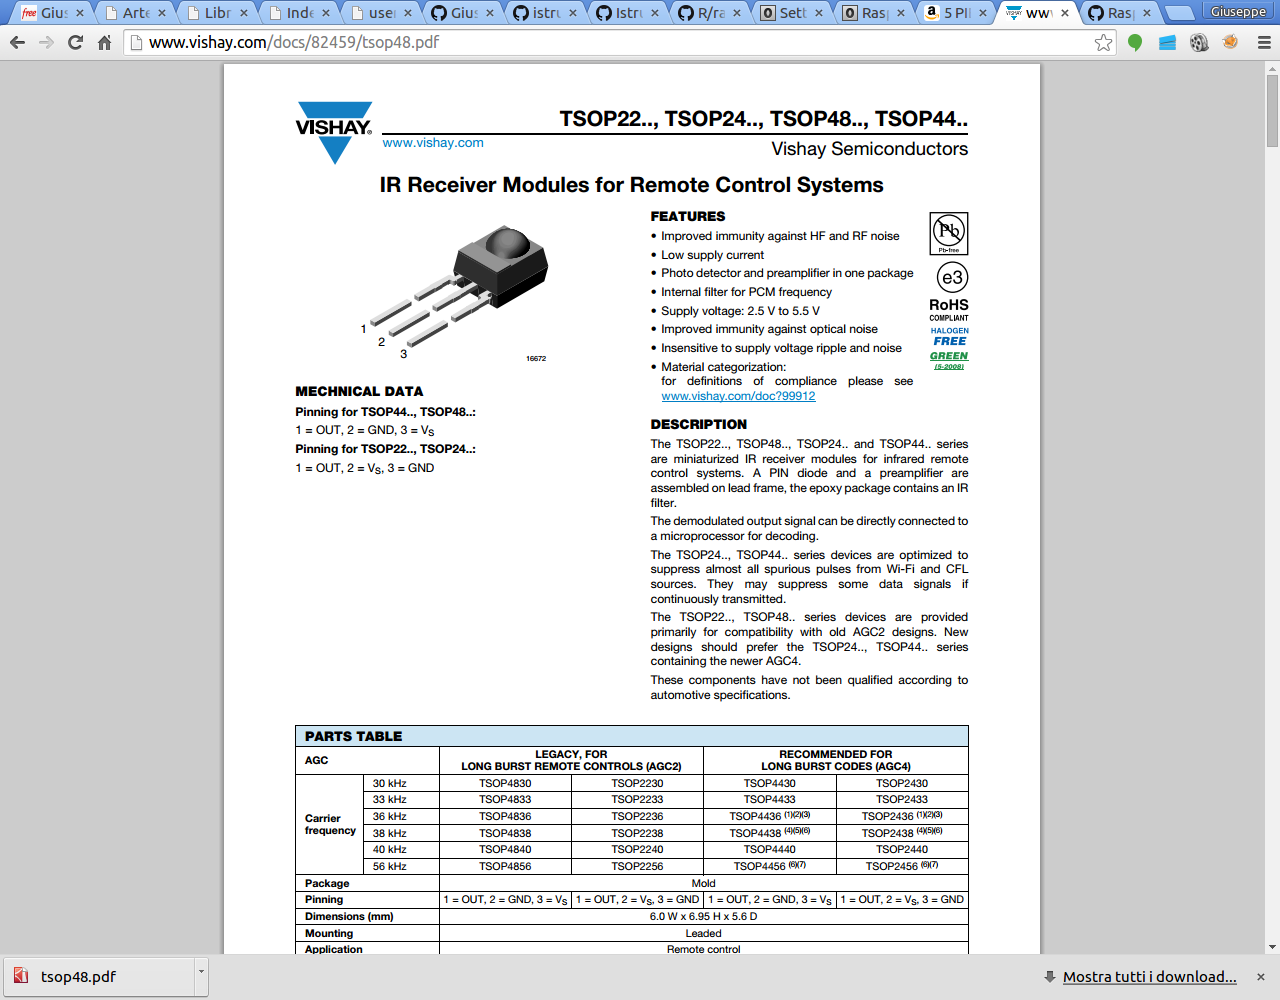 Gius
Arte
Libr
Inde
user
Gius
istru
Istru
R/ra
Sett
Rasp
5 PI
ww
Rasp
Giuseppe
www.vishay.com/docs/82459/tsop48.pdf
VISHAY®
www.vishay.com
TSOP22.., TSOP24.., TSOP48.., TSOP44..
Vishay Semiconductors
IR Receiver Modules for Remote Control Systems
1
2
3
16672
MECHNICAL DATA
Pinning for TSOP44.., TSOP48..:
1 = OUT, 2 = GND, 3 = VS
Pinning for TSOP22.., TSOP24..:
1 = OUT, 2 = VS, 3 = GND
FEATURES
• Improved immunity against HF and RF noise
• Low supply current
• Photo detector and preamplifier in one package
• Internal filter for PCM frequency
• Supply voltage: 2.5 V to 5.5 V
• Improved immunity against optical noise
• Insensitive to supply voltage ripple and noise
• Material categorization:
for definitions of compliance please see
www.vishay.com/doc?99912
Pb
Pb-free
e3
RoHS
COMPLIANT
HALOGEN
FREE
GREEN
(5-2008)
DESCRIPTION
The TSOP22.., TSOP48.., TSOP24.. and TSOP44.. series
are miniaturized IR receiver modules for infrared remote
control systems. A PIN diode and a preamplifier are
assembled on lead frame, the epoxy package contains an IR
filter.
The demodulated output signal can be directly connected to
a microprocessor for decoding.
The TSOP24.., TSOP44.. series devices are optimized to
suppress almost all spurious pulses from Wi-Fi and CFL
sources. They may suppress some data signals if
continuously transmitted.
The TSOP22.., TSOP48.. series devices are provided
primarily for compatibility with old AGC2 designs. New
designs should prefer the TSOP24.., TSOP44.. series
containing the newer AGC4.
These components have not been qualified according to
automotive specifications.
PARTS TABLE
AGC
LEGACY, FOR
LONG BURST REMOTE CONTROLS (AGC2)
RECOMMENDED FOR
LONG BURST CODES (AGC4)
Carrier
frequency
30 kHz TSOP4830 TSOP2230 TSOP4430 TSOP2430
33 kHz TSOP4833 TSOP2233 TSOP4433 TSOP2433
36 kHz TSOP4836 TSOP2236 TSOP4436 (1)(2)(3) TSOP2436 (1)(2)(3)
38 kHz TSOP4838 TSOP2238 TSOP4438 (4)(5)(6) TSOP2438 (4)(5)(6)
40 kHz TSOP4840 TSOP2240 TSOP4440 TSOP2440
56 kHz TSOP4856 TSOP2256 TSOP4456 (6)(7) TSOP2456 (6)(7)
Package Mold
Pinning 1 = OUT, 2 = GND, 3 = VS 1 = OUT, 2 = VS, 3 = GND 1 = OUT, 2 = GND, 3 = VS 1 = OUT, 2 = VS, 3 = GND
Dimensions (mm) 6.0 W x 6.95 H x 5.6 D
Mounting Leaded
Application Remote control
tsop48.pdf
Mostra tutti i download...